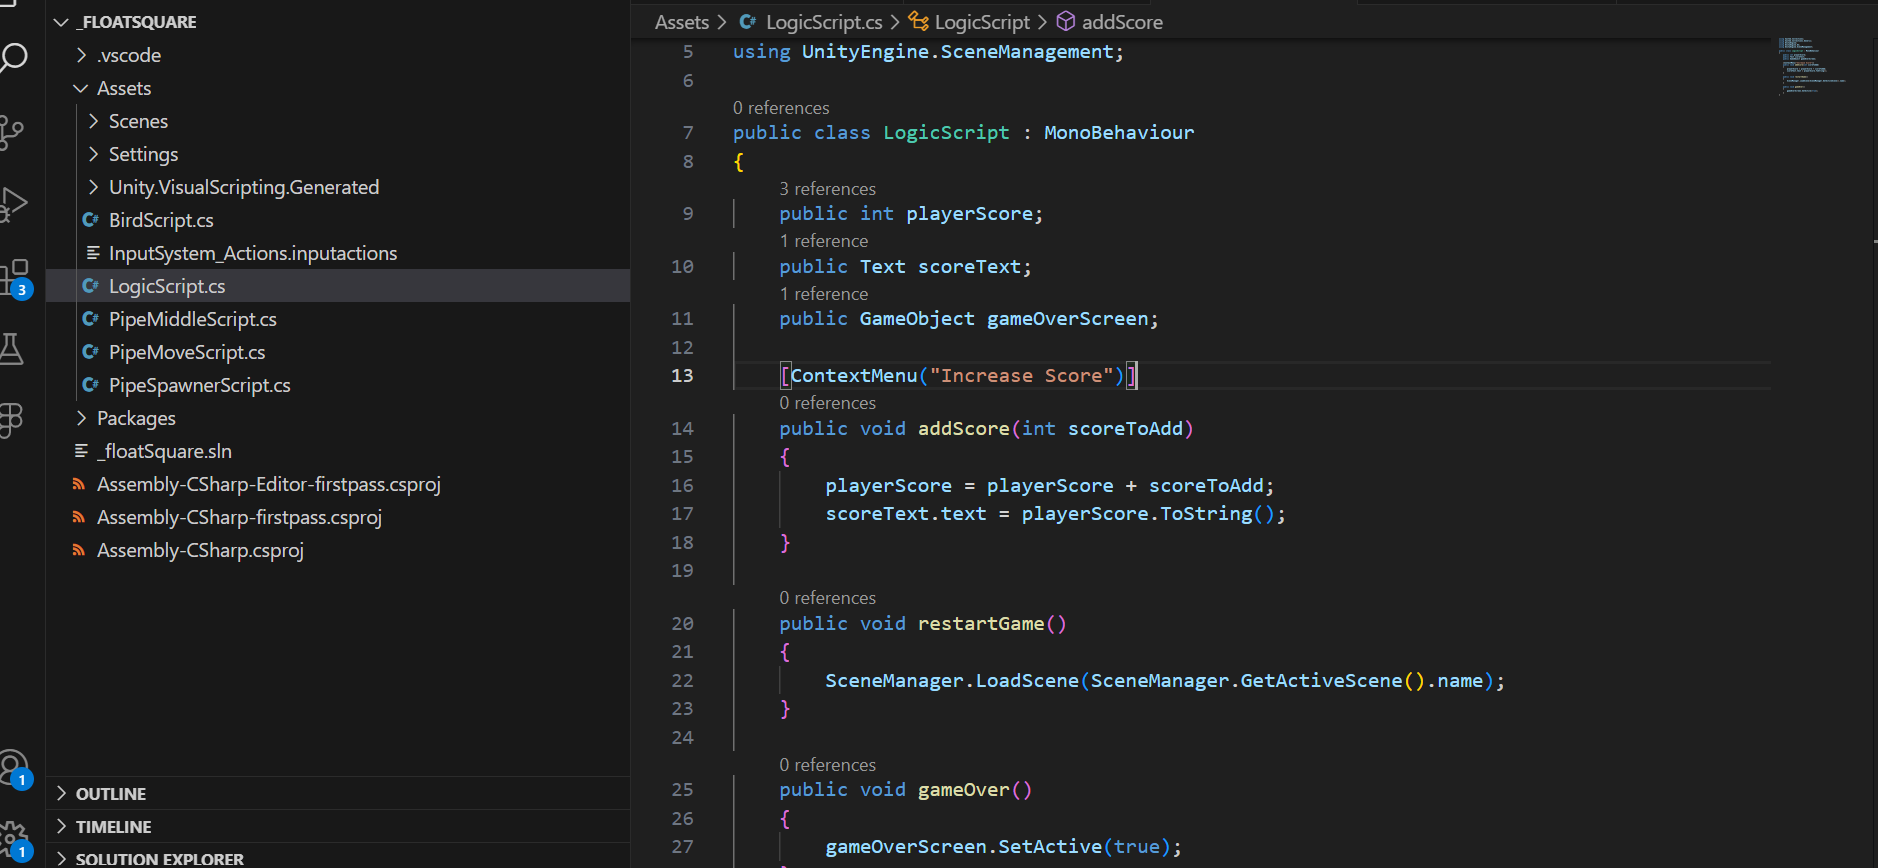 _FLOATSQUARE
.vscode
Assets
Scenes
Settings
Unity.VisualScripting.Generated
BirdScript.cs
InputSystem_Actions.inputactions
LogicScript.cs
PipeMiddleScript.cs
PipeMoveScript.cs
PipeSpawnerScript.cs
Packages
_floatSquare.sln
Assembly-CSharp-Editor-firstpass.csproj
Assembly-CSharp-firstpass.csproj
Assembly-CSharp.csproj
OUTLINE
TIMELINE
SOLUTION EXPLORER
3
1
1
Assets > LogicScript.cs > LogicScript > addScore
5 using UnityEngine.SceneManagement;
6
0 references
7 public class LogicScript : MonoBehaviour
8 {
3 references
9 public int playerScore;
1 reference
10 public Text scoreText;
1 reference
11 public GameObject gameOverScreen;
12
13 [ContextMenu("Increase Score")]
0 references
14 public void addScore(int scoreToAdd)
15 {
16 playerScore = playerScore + scoreToAdd;
17 scoreText.text = playerScore.ToString();
18 }
19
0 references
20 public void restartGame()
21 {
22 SceneManager.LoadScene(SceneManager.GetActiveScene().name);
23 }
24
0 references
25 public void gameOver()
26 {
27 gameOverScreen.SetActive(true);